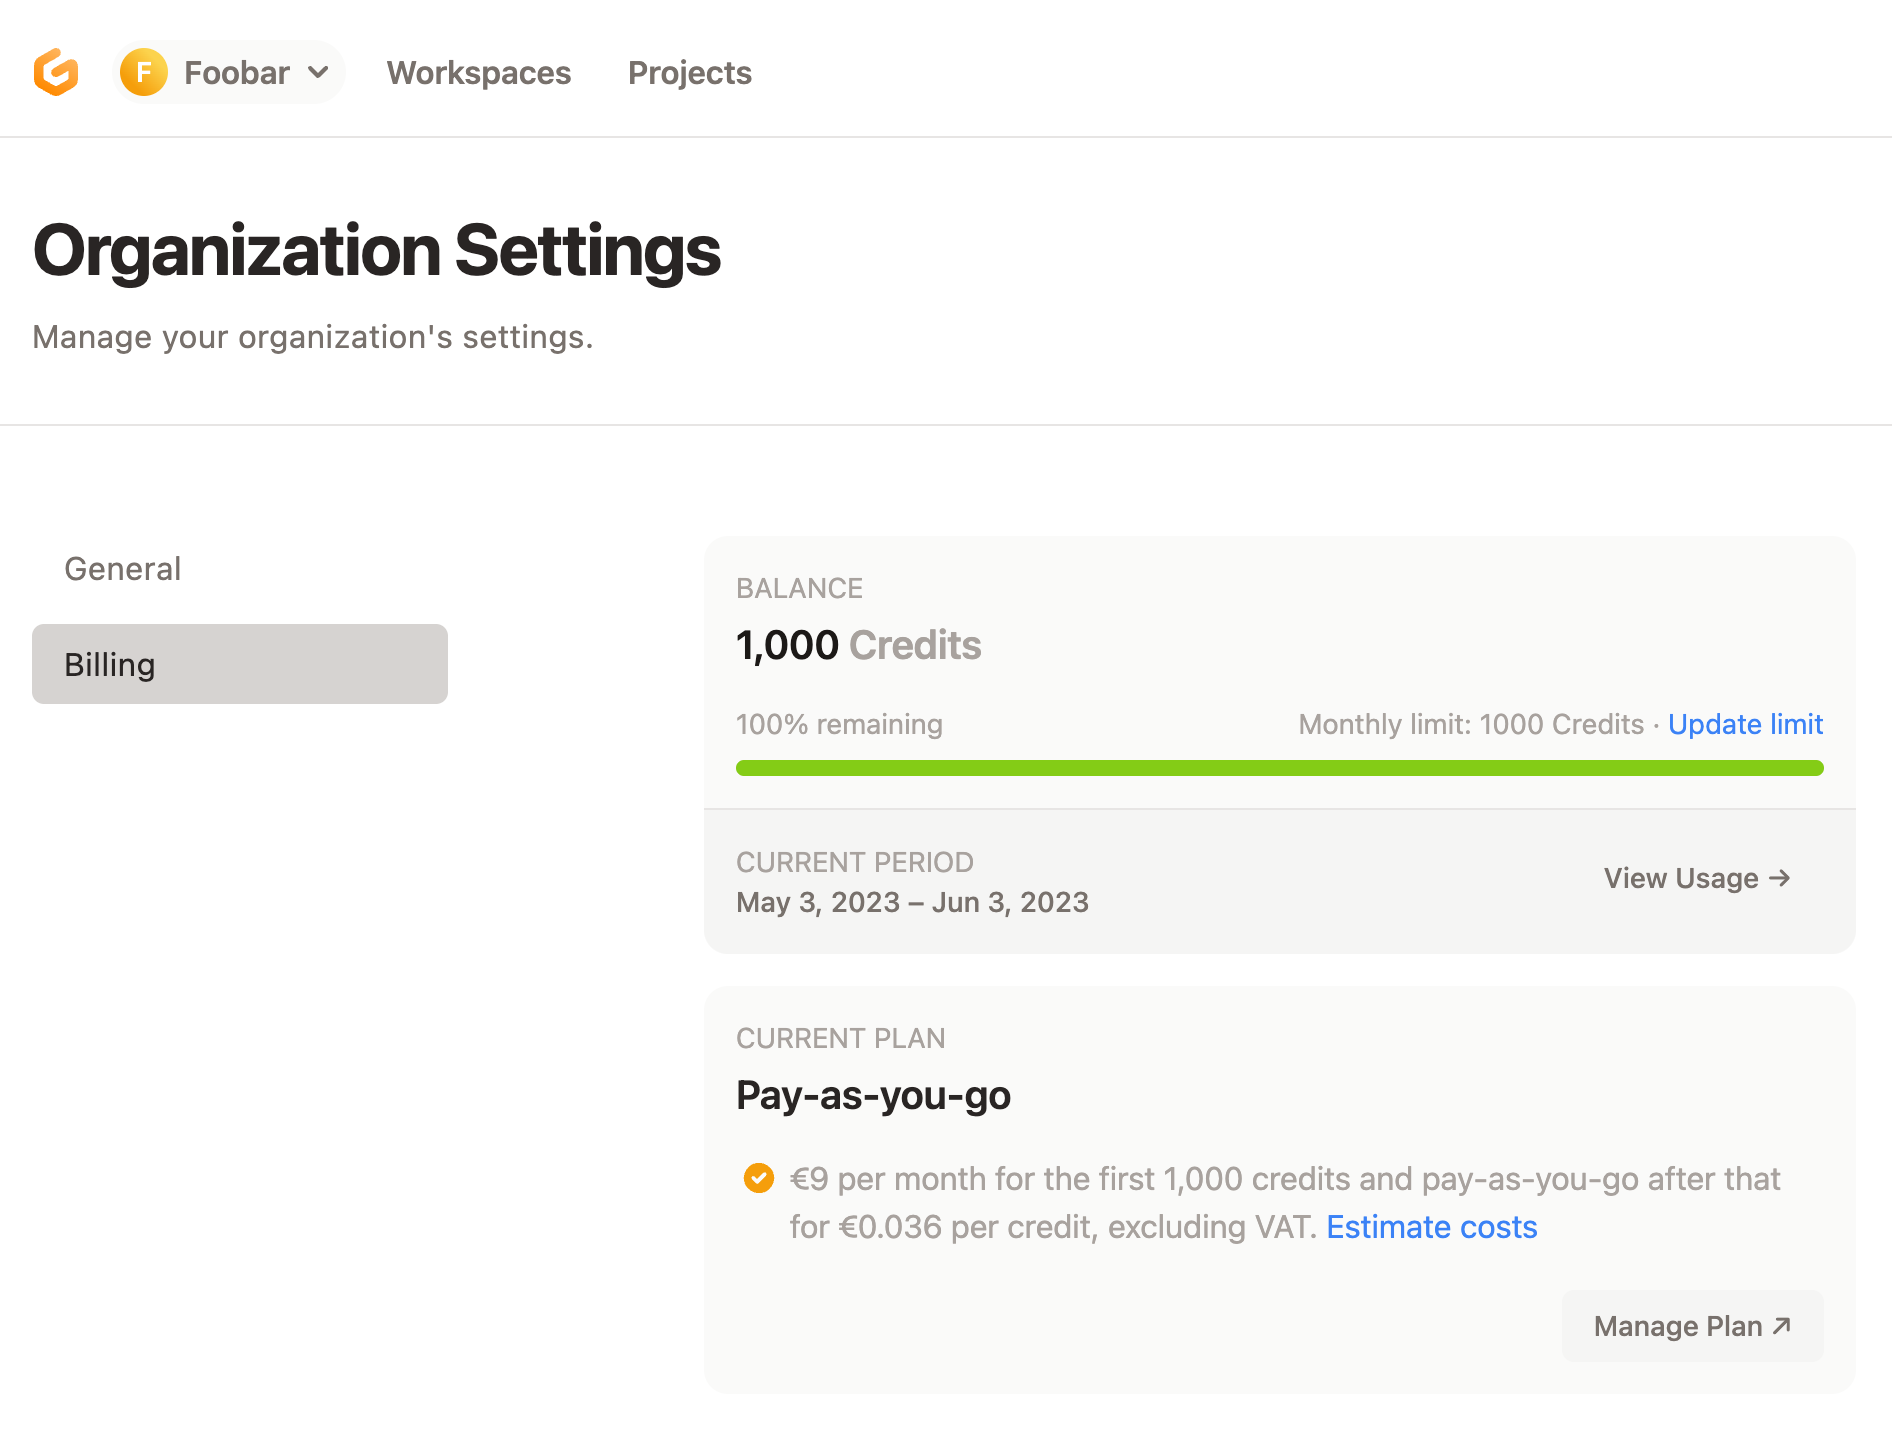 F Foobar Workspaces Projects
Organization Settings
Manage your organization's settings.
General
Billing
BALANCE
1,000 Credits
100% remaining Monthly limit: 1000 Credits · Update limit
CURRENT PERIOD
May 3, 2023 – Jun 3, 2023
View Usage →
CURRENT PLAN
Pay-as-you-go
€9 per month for the first 1,000 credits and pay-as-you-go after that
for €0.036 per credit, excluding VAT. Estimate costs
Manage Plan ↗